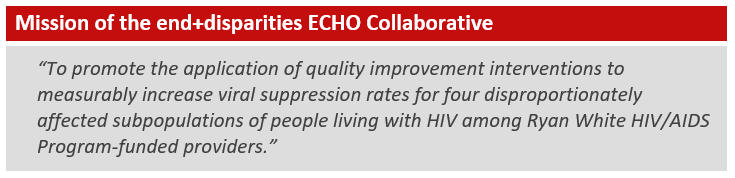 Mission of the end+disparities ECHO Collaborative
“To promote the application of quality improvement interventions to
measurably increase viral suppression rates for four disproportionately
affected subpopulations of people living with HIV among Ryan White HIV/AIDS
Program-funded providers.”